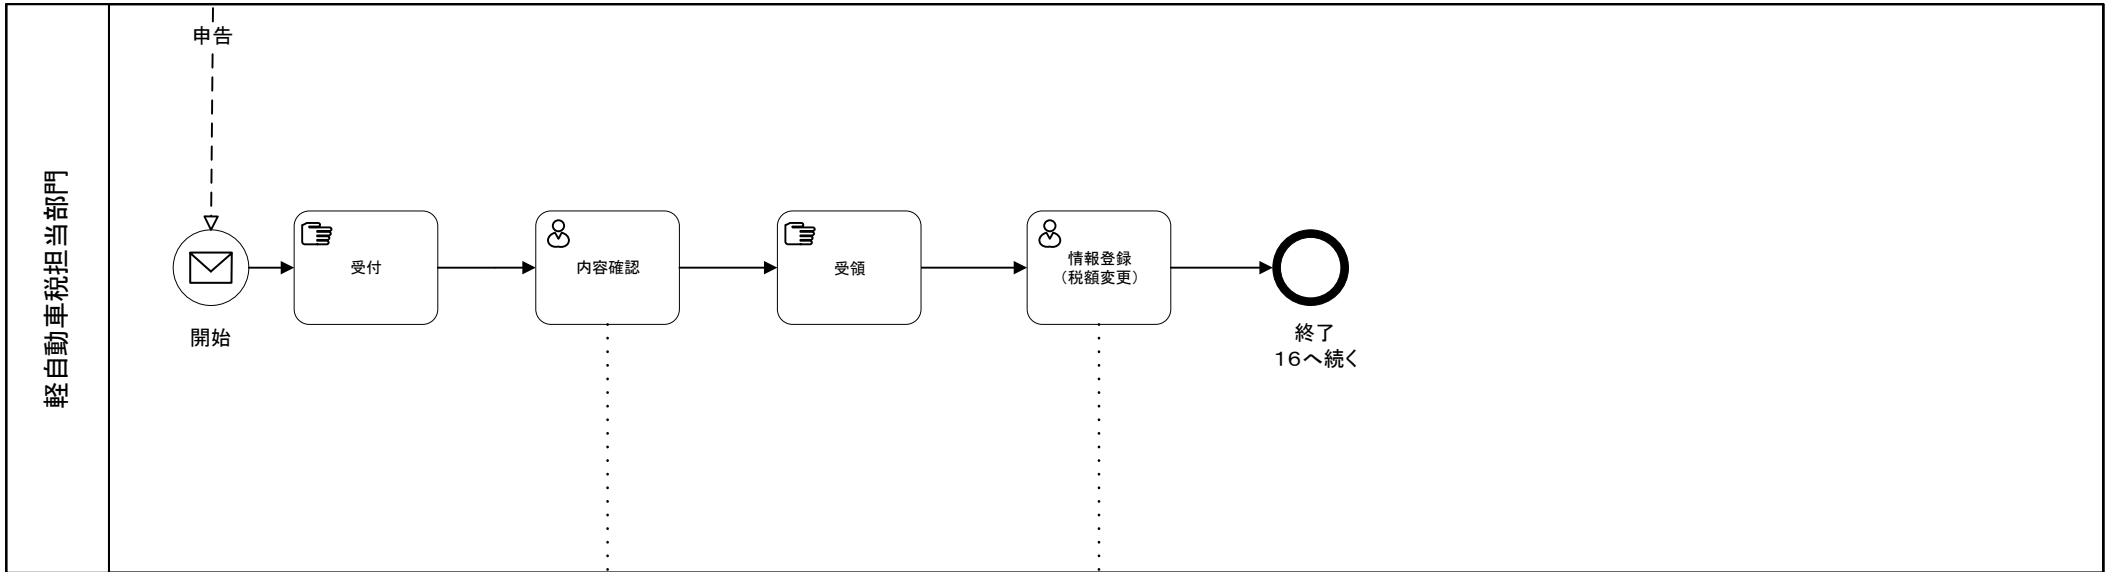 申告
軽自動車税担当部門
受付
内容確認
受領
情報登録
（税額変更）
開始
終了
16へ続く